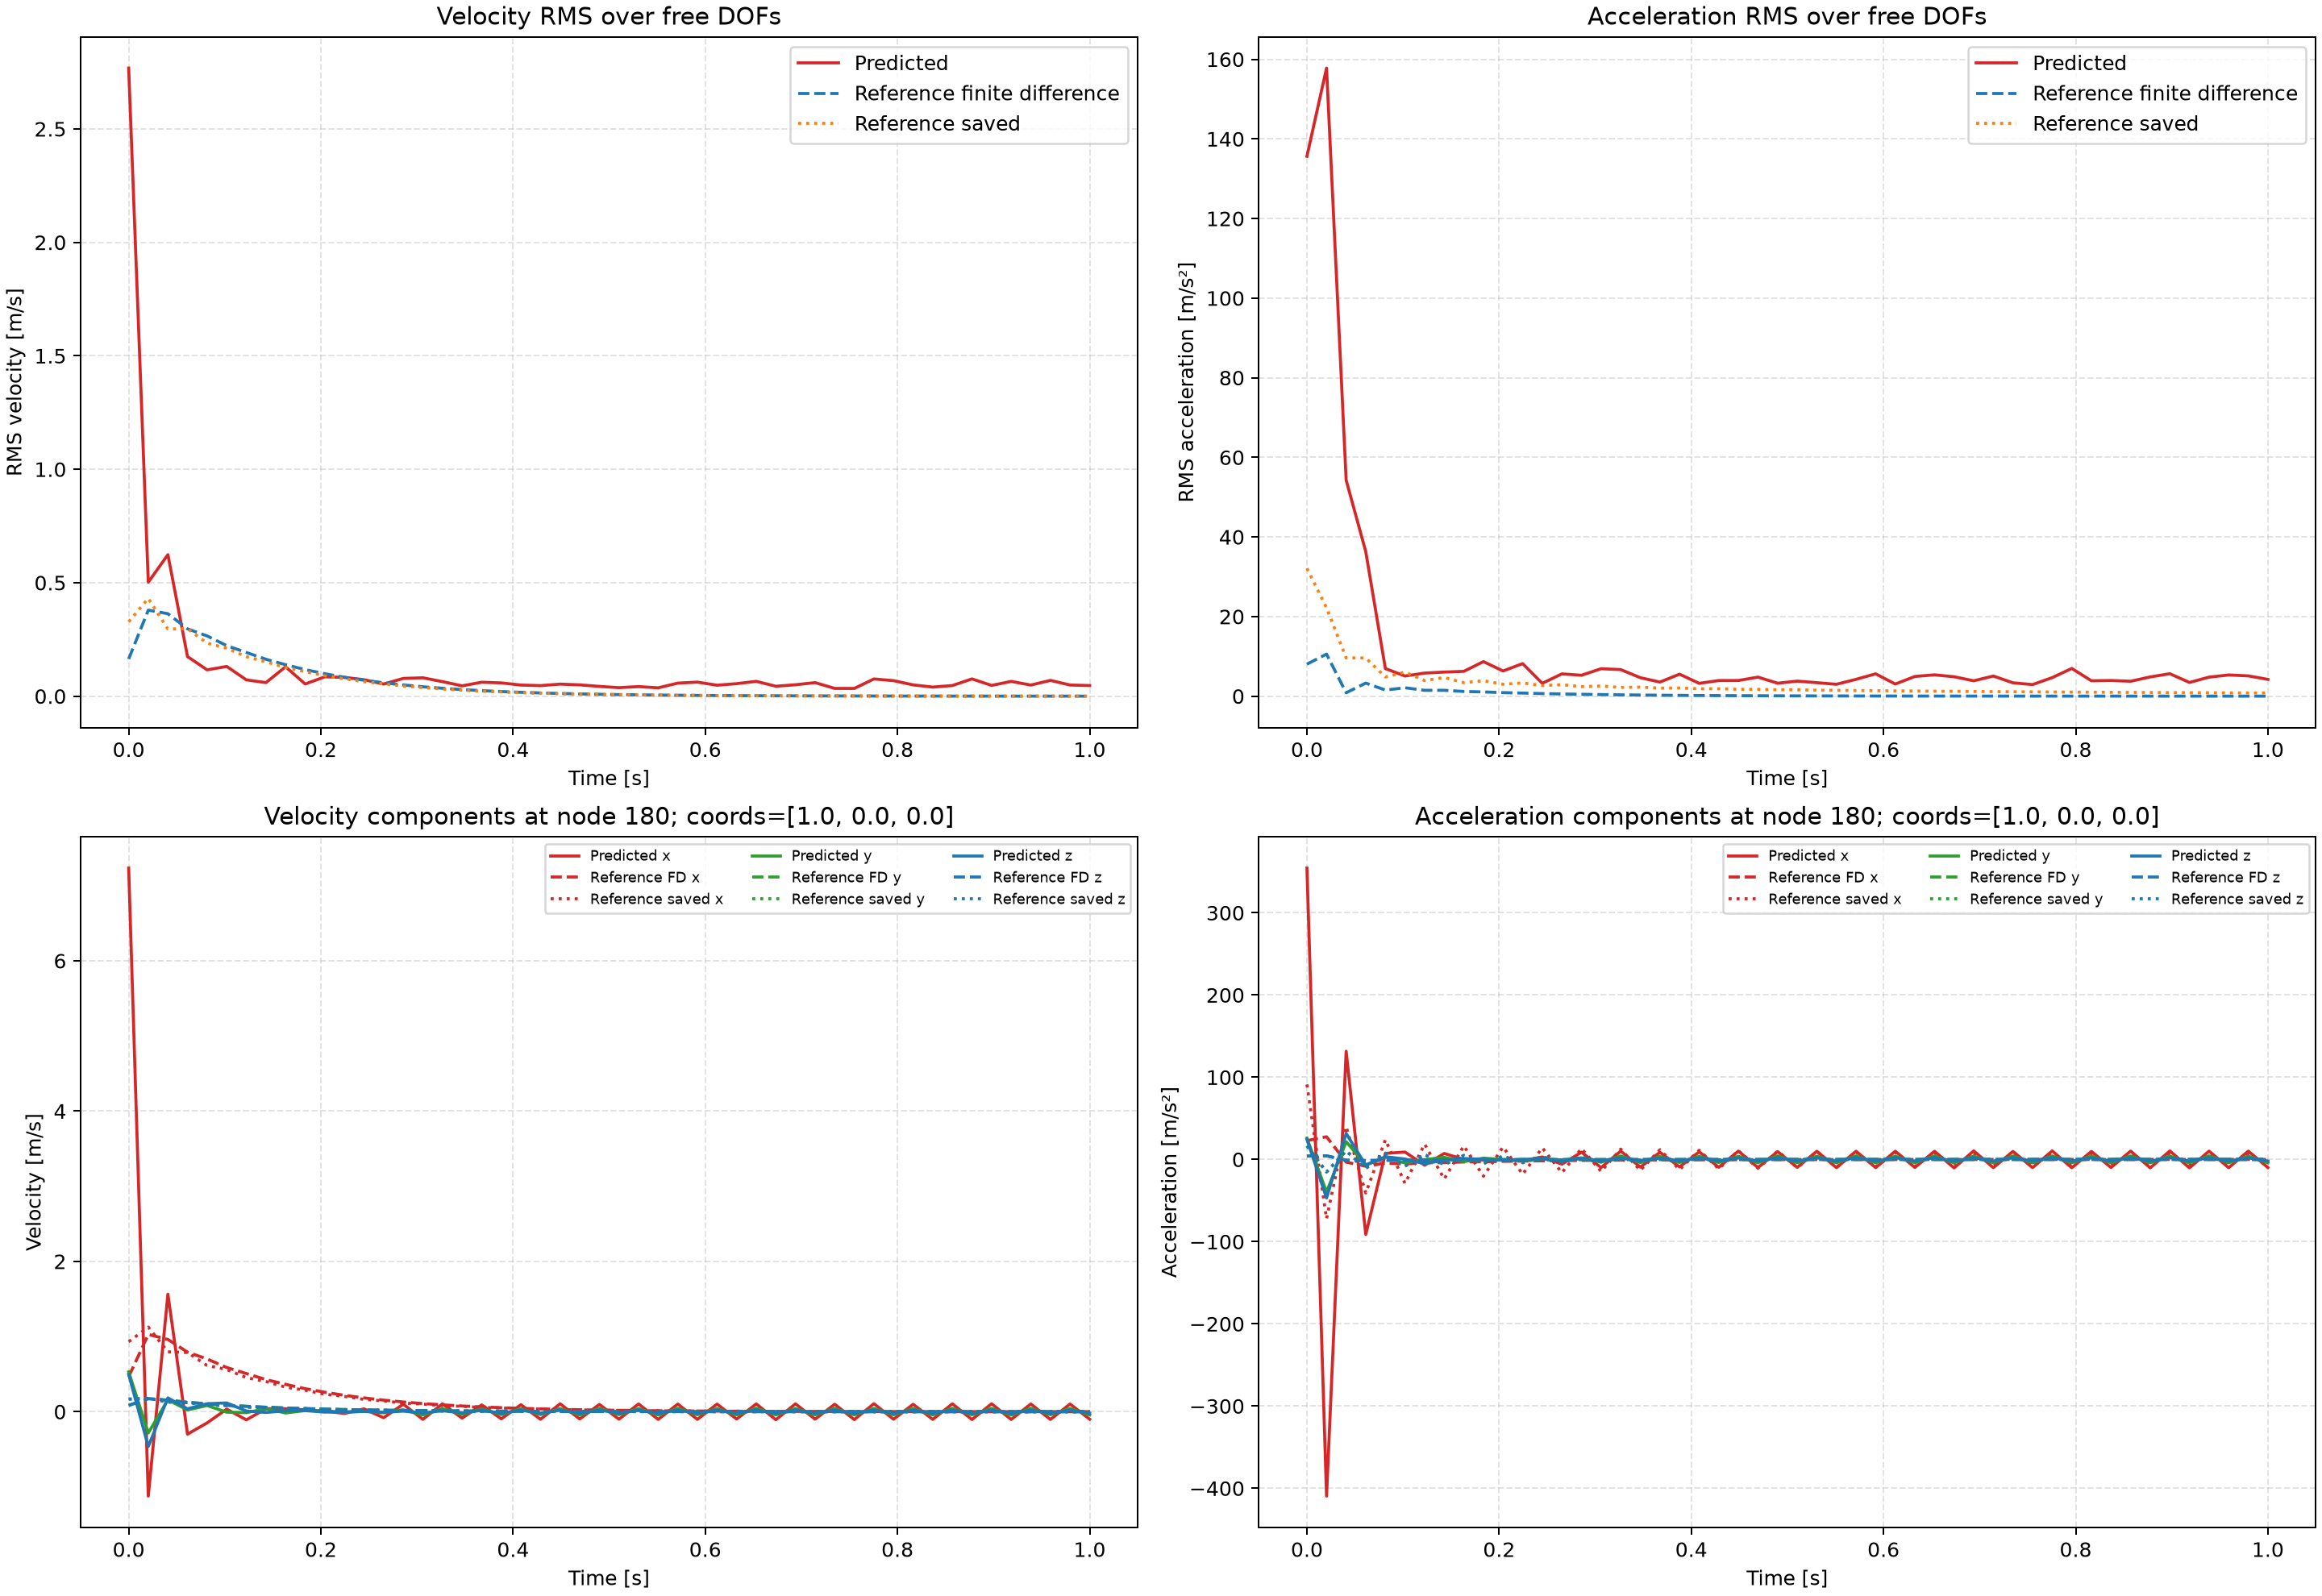 Velocity RMS over free DOFs
Predicted
Reference finite difference
Reference saved
RMS velocity [m/s]
2.5
2.0
1.5
1.0
0.5
0.0
0.0 0.2 0.4 0.6 0.8 1.0
Time [s]
Acceleration RMS over free DOFs
Predicted
Reference finite difference
Reference saved
RMS acceleration [m/s²]
160
140
120
100
80
60
40
20
0
0.0 0.2 0.4 0.6 0.8 1.0
Time [s]
Velocity components at node 180; coords=[1.0, 0.0, 0.0]
Predicted x Predicted y Predicted z
Reference FD x Reference FD y Reference FD z
Reference saved x Reference saved y Reference saved z
Velocity [m/s]
6
4
2
0
0.0 0.2 0.4 0.6 0.8 1.0
Time [s]
Acceleration components at node 180; coords=[1.0, 0.0, 0.0]
Predicted x Predicted y Predicted z
Reference FD x Reference FD y Reference FD z
Reference saved x Reference saved y Reference saved z
Acceleration [m/s²]
300
200
100
0
−100
−200
−300
−400
0.0 0.2 0.4 0.6 0.8 1.0
Time [s]